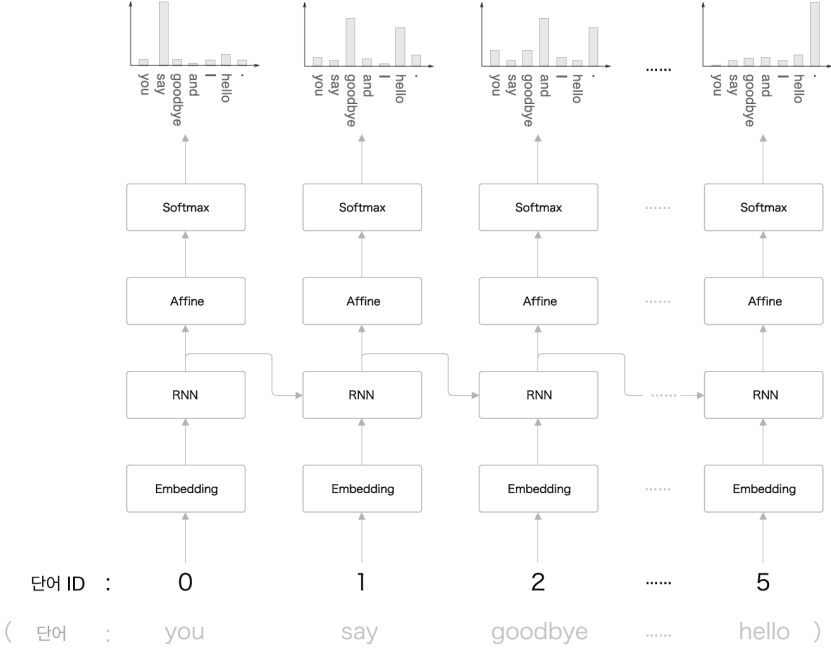 you say goodbye and I hello .
you say goodbye and I hello .
you say goodbye and I hello .
......
you say goodbye and I hello .
Softmax Softmax Softmax ...... Softmax
Affine Affine Affine ...... Affine
RNN RNN RNN ...... RNN
Embedding Embedding Embedding ...... Embedding
단어 ID : 0 1 2 ...... 5
( 단어 : you say goodbye ...... hello )